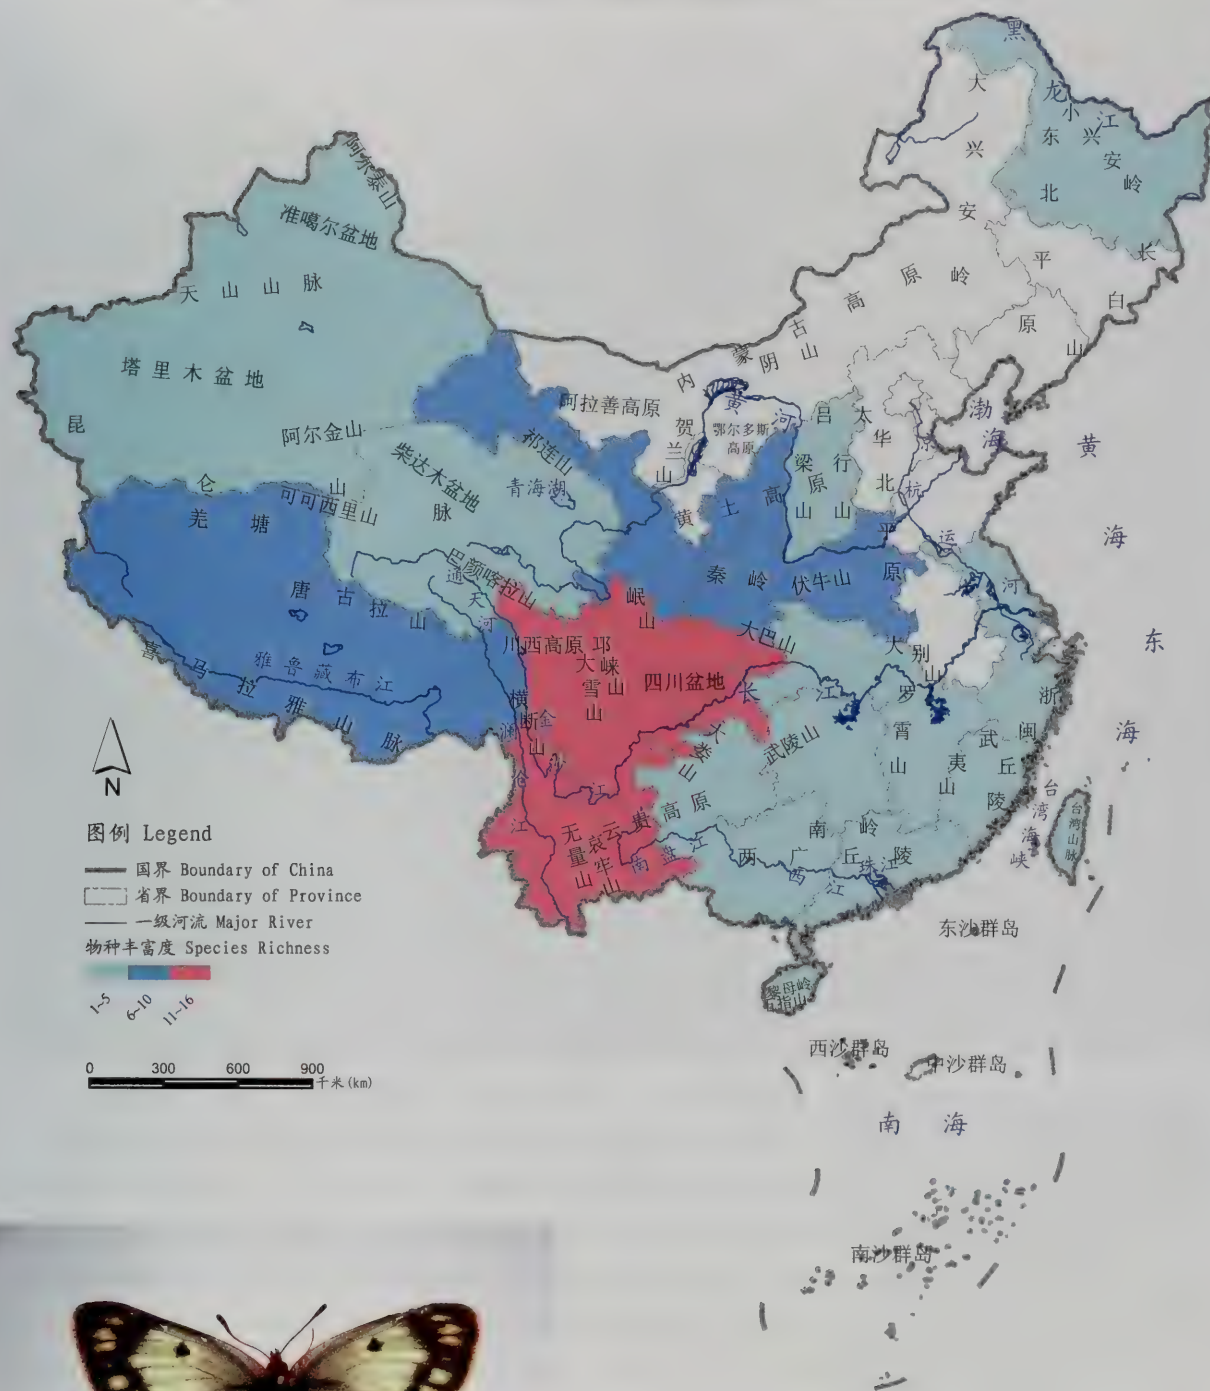 黑龙江
大兴安岭
小兴安岭
东北平原
长白山
阿尔泰山
准噶尔盆地
天山山脉
塔里木盆地
昆仑山脉
阿尔金山
柴达木盆地
祁连山
青海湖
可可西里山
羌塘
唐古拉山
巴颜喀拉山
通天河
喜马拉雅山脉
雅鲁藏布江
内蒙古高原
阴山
阿拉善高原
贺兰山
黄河
鄂尔多斯
高原
吕梁山
太行山
华北平原
京杭运河
渤海
黄海
东海
黄土高原
秦岭
伏牛山
岷山
大巴山
川西高原
邛崃山
大雪山
四川盆地
横断山
金沙江
澜沧江
长江
大别山
罗霄山
武陵山
大娄山
武夷山
浙闽丘陵
台湾海峡
台湾山脉
云贵高原
无量山
哀牢山
南盘江
南岭
两广丘陵
西江
珠江
东沙群岛
黎母岭
五指山
西沙群岛
中沙群岛
南海
南沙群岛
N
图例 Legend
国界 Boundary of China
省界 Boundary of Province
一级河流 Major River
物种丰富度 Species Richness
1~5 6~10 11~16
0 300 600 900
千米(km)